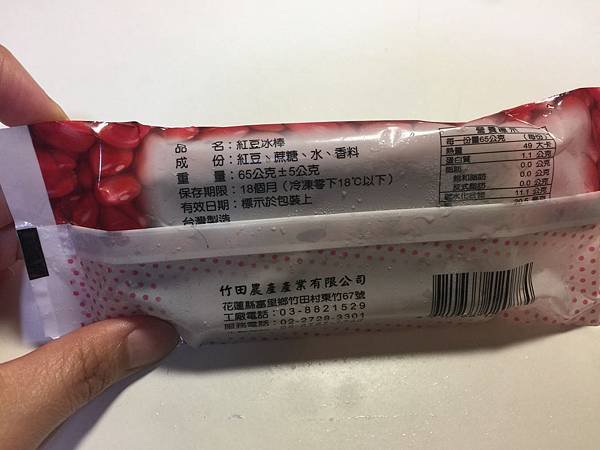 品　　名：紅豆冰棒
成　　份：紅豆、蔗糖、水、香料
重　　量：65公克±5公克
保存期限：18個月（冷凍零下18℃以下）
有效日期：標示於包裝上
台灣製造
營養標示
每一份量65公克
熱量 49 大卡
蛋白質 1.1 公克
脂肪 0.0 公克
飽和脂肪 0.0 公克
反式脂肪 0.0 公克
碳水化合物 11.1 公克
竹田農產產業有限公司
花蓮縣富里鄉竹田村東竹67號
工廠電話：03-8821529
服務電話：02-2728-3301